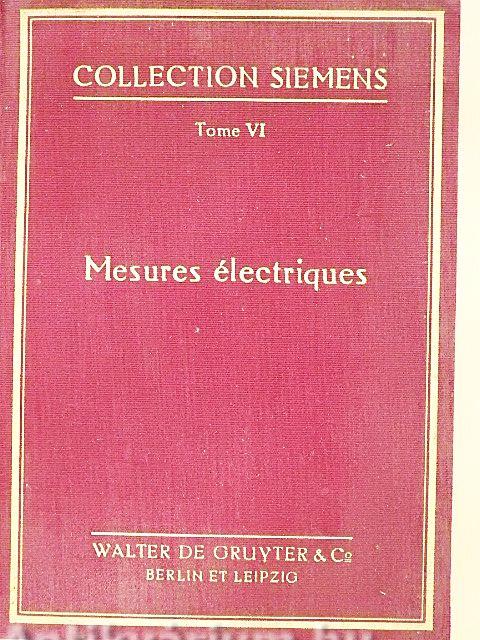 COLLECTION SIEMENS
Tome VI
Mesures électriques
WALTER DE GRUYTER & Cº
BERLIN ET LEIPZIG